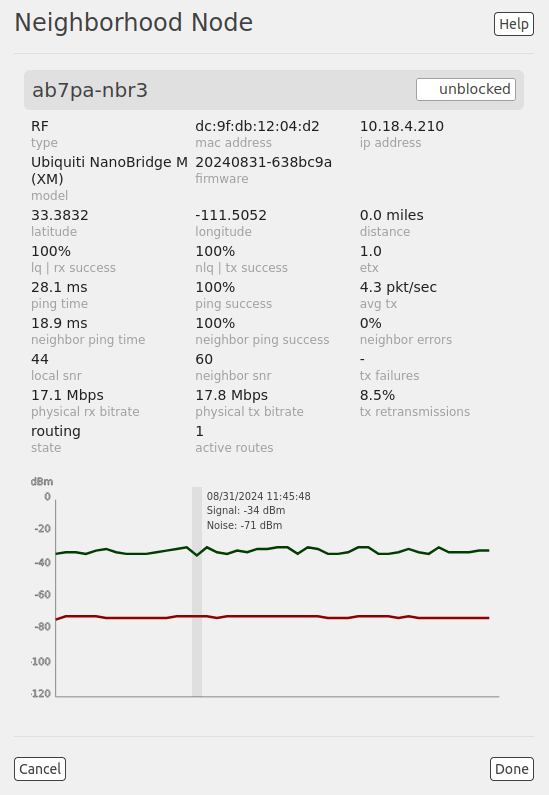 Neighborhood Node
Help
ab7pa-nbr3
unblocked
RF dc:9f:db:12:04:d2 10.18.4.210
type mac address ip address
Ubiquiti NanoBridge M 20240831-638bc9a
(XM) firmware
model
33.3832 -111.5052 0.0 miles
latitude longitude distance
100% 100% 1.0
lq | rx success nlq | tx success etx
28.1 ms 100% 4.3 pkt/sec
ping time ping success avg tx
18.9 ms 100% 0%
neighbor ping time neighbor ping success neighbor errors
44 60 -
local snr neighbor snr tx failures
17.1 Mbps 17.8 Mbps 8.5%
physical rx bitrate physical tx bitrate tx retransmissions
routing 1
state active routes
dBm
0
08/31/2024 11:45:48
Signal: -34 dBm
Noise: -71 dBm
-20
-40
-60
-80
-100
-120
Cancel
Done